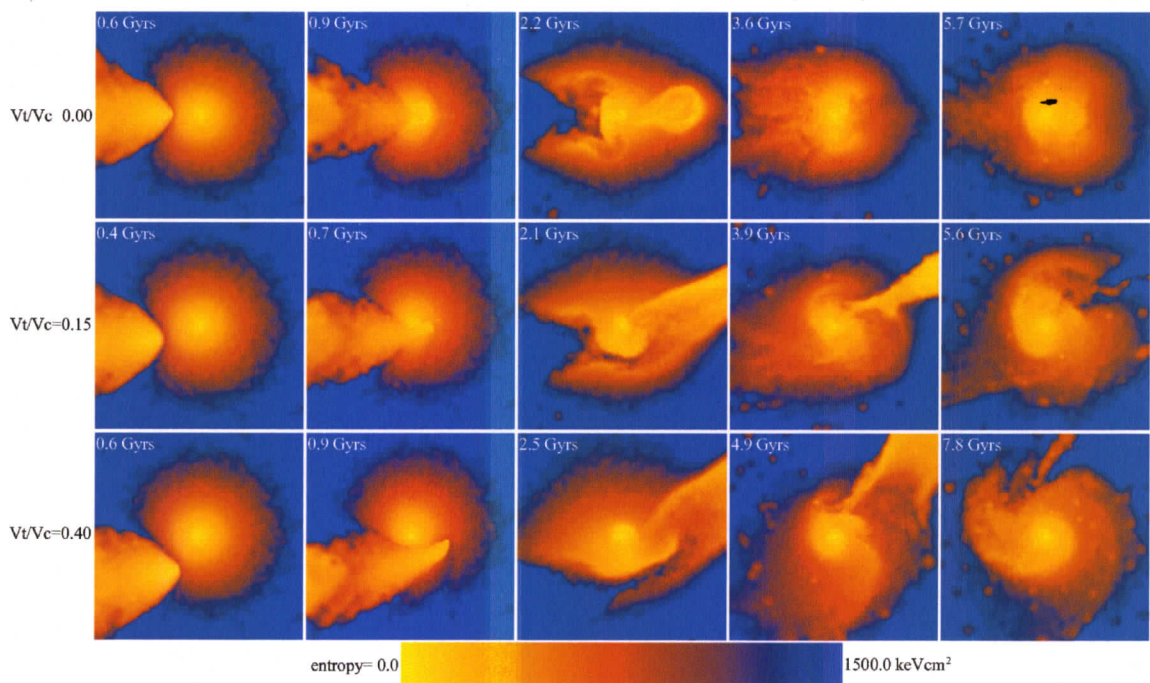 0.6 Gyrs 0.9 Gyrs 2.2 Gyrs 3.6 Gyrs 5.7 Gyrs
Vt/Vc 0.00
0.4 Gyrs 0.7 Gyrs 2.1 Gyrs 3.9 Gyrs 5.6 Gyrs
Vt/Vc=0.15
0.6 Gyrs 0.9 Gyrs 2.5 Gyrs 4.9 Gyrs 7.8 Gyrs
Vt/Vc=0.40
entropy= 0.0 1500.0 keVcm²